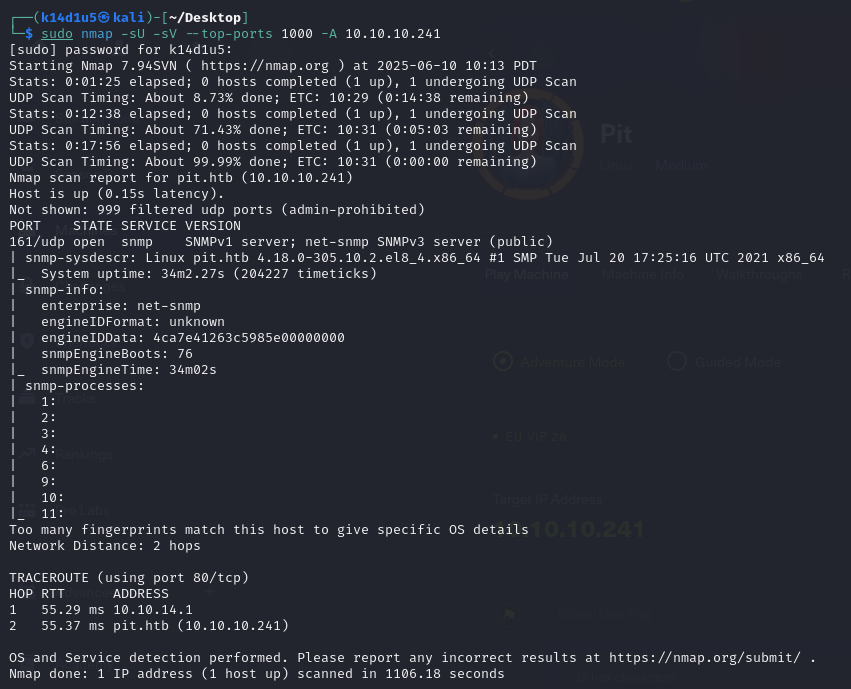 ┌──(k14d1u5㉿kali)-[~/Desktop]
└─$ sudo nmap -sU -sV --top-ports 1000 -A 10.10.10.241
[sudo] password for k14d1u5:
Starting Nmap 7.94SVN ( https://nmap.org ) at 2025-06-10 10:13 PDT
Stats: 0:01:25 elapsed; 0 hosts completed (1 up), 1 undergoing UDP Scan
UDP Scan Timing: About 8.73% done; ETC: 10:29 (0:14:38 remaining)
Stats: 0:12:38 elapsed; 0 hosts completed (1 up), 1 undergoing UDP Scan
UDP Scan Timing: About 71.43% done; ETC: 10:31 (0:05:03 remaining)
Stats: 0:17:56 elapsed; 0 hosts completed (1 up), 1 undergoing UDP Scan
UDP Scan Timing: About 99.99% done; ETC: 10:31 (0:00:00 remaining)
Nmap scan report for pit.htb (10.10.10.241)
Host is up (0.15s latency).
Not shown: 999 filtered udp ports (admin-prohibited)
PORT    STATE SERVICE VERSION
161/udp open  snmp    SNMPv1 server; net-snmp SNMPv3 server (public)
| snmp-sysdescr: Linux pit.htb 4.18.0-305.10.2.el8_4.x86_64 #1 SMP Tue Jul 20 17:25:16 UTC 2021 x86_64
|_  System uptime: 34m2.27s (204227 timeticks)
| snmp-info:
|   enterprise: net-snmp
|   engineIDFormat: unknown
|   engineIDData: 4ca7e41263c5985e00000000
|   snmpEngineBoots: 76
|_  snmpEngineTime: 34m02s
| snmp-processes:
|   1:
|   2:
|   3:
|   4:
|   6:
|   9:
|   10:
|_  11:
Too many fingerprints match this host to give specific OS details
Network Distance: 2 hops
TRACEROUTE (using port 80/tcp)
HOP RTT      ADDRESS
1   55.29 ms 10.10.14.1
2   55.37 ms pit.htb (10.10.10.241)
OS and Service detection performed. Please report any incorrect results at https://nmap.org/submit/ .
Nmap done: 1 IP address (1 host up) scanned in 1106.18 seconds
Pit
Linux Medium
Play Machine Machine Info Walkthroughs
Adventure Mode Guided Mode
EU VIP
Target IP Address
10.10.10.241
Tracks
Rankings
Labs